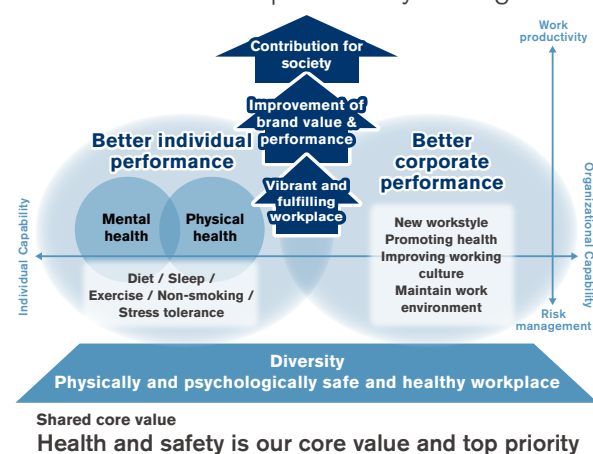 Work
productivity
Contribution for
society
Improvement of
brand value &
performance
Better individual
performance
Better
corporate
performance
Vibrant and
fulfilling
workplace
Mental
health
Physical
health
New workstyle
Promoting health
Improving working
culture
Maintain work
environment
Individual Capability
Organizational Capability
Diet / Sleep /
Exercise / Non-smoking /
Stress tolerance
Risk
management
Diversity
Physically and psychologically safe and healthy workplace
Shared core value
Health and safety is our core value and top priority